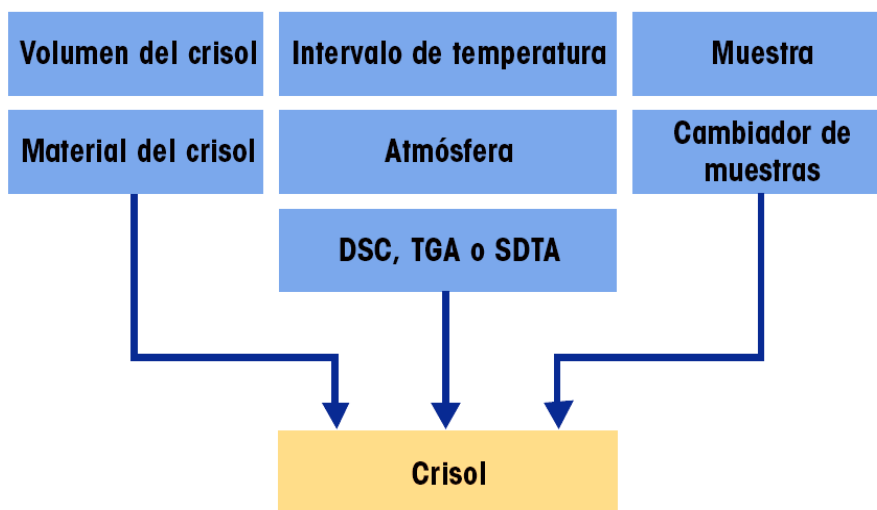 Volumen del crisol
Intervalo de temperatura
Muestra
Material del crisol
Atmósfera
Cambiador de
muestras
DSC, TGA o SDTA
Crisol